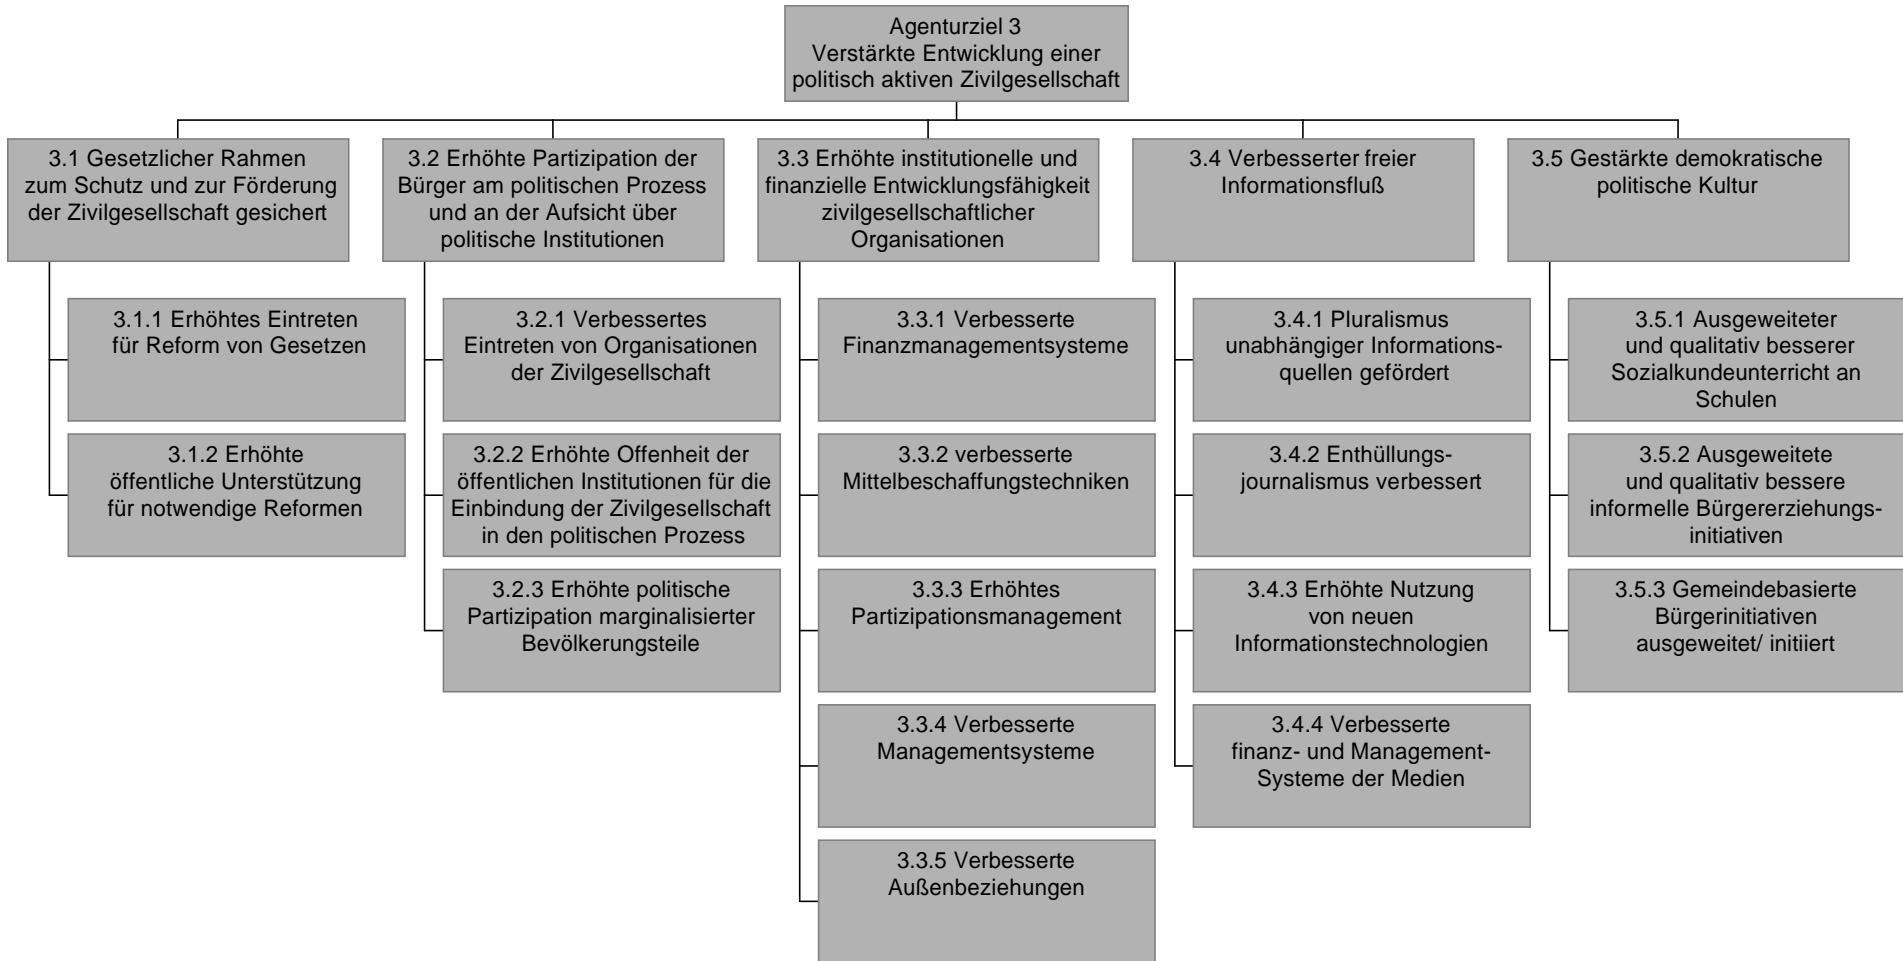 Agenturziel 3
Verstärkte Entwicklung einer
politisch aktiven Zivilgesellschaft
3.1 Gesetzlicher Rahmen
zum Schutz und zur Förderung
der Zivilgesellschaft gesichert
3.1.1 Erhöhtes Eintreten
für Reform von Gesetzen
3.1.2 Erhöhte
öffentliche Unterstützung
für notwendige Reformen
3.2 Erhöhte Partizipation der
Bürger am politischen Prozess
und an der Aufsicht über
politische Institutionen
3.2.1 Verbessertes
Eintreten von Organisationen
der Zivilgesellschaft
3.2.2 Erhöhte Offenheit der
öffentlichen Institutionen für die
Einbindung der Zivilgesellschaft
in den politischen Prozess
3.2.3 Erhöhte politische
Partizipation marginalisierter
Bevölkerungsteile
3.3 Erhöhte institutionelle und
finanzielle Entwicklungsfähigkeit
zivilgesellschaftlicher
Organisationen
3.3.1 Verbesserte
Finanzmanagementsysteme
3.3.2 verbesserte
Mittelbeschaffungstechniken
3.3.3 Erhöhtes
Partizipationsmanagement
3.3.4 Verbesserte
Managementsysteme
3.3.5 Verbesserte
Außenbeziehungen
3.4 Verbesserter freier
Informationsfluß
3.4.1 Pluralismus
unabhängiger Informations-
quellen gefördert
3.4.2 Enthüllungs-
journalismus verbessert
3.4.3 Erhöhte Nutzung
von neuen
Informationstechnologien
3.4.4 Verbesserte
finanz- und Management-
Systeme der Medien
3.5 Gestärkte demokratische
politische Kultur
3.5.1 Ausgeweiteter
und qualitativ besserer
Sozialkundeunterricht an
Schulen
3.5.2 Ausgeweitete
und qualitativ bessere
informelle Bürgererziehungs-
initiativen
3.5.3 Gemeindebasierte
Bürgerinitiativen
ausgeweitet/ initiiert